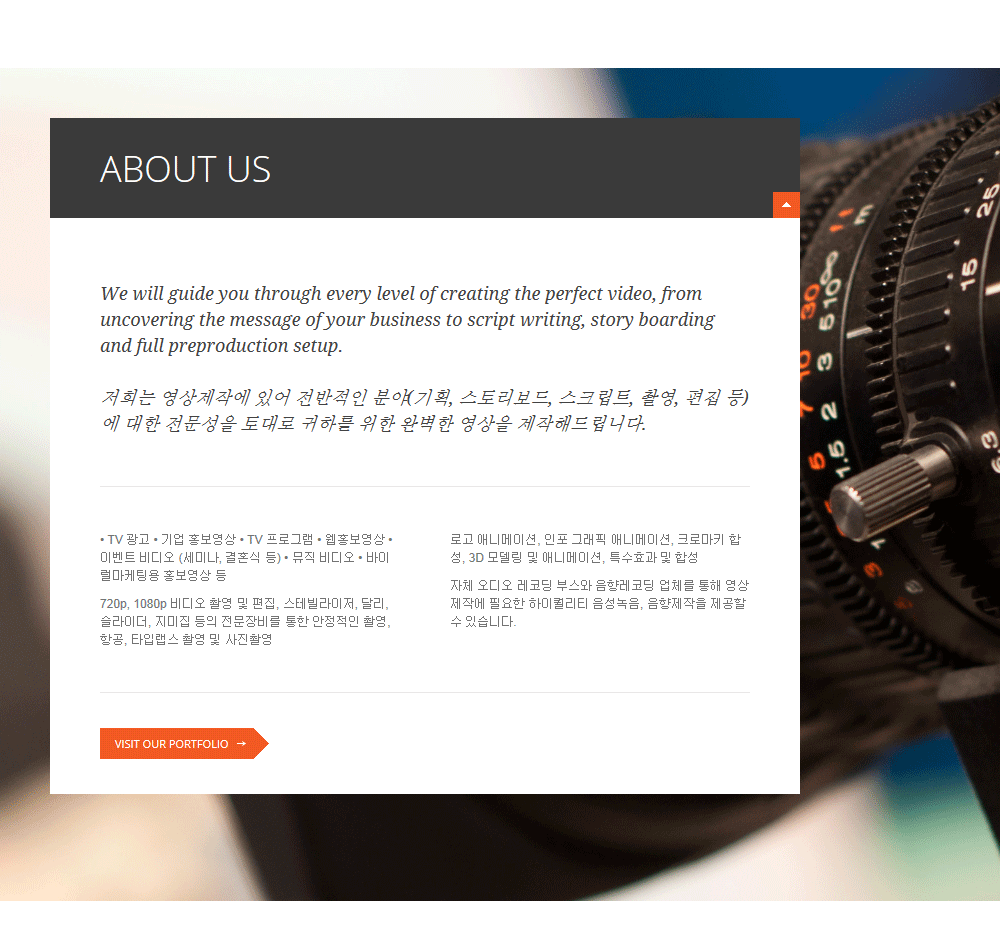 ABOUT US
We will guide you through every level of creating the perfect video, from
uncovering the message of your business to script writing, story boarding
and full preproduction setup.
저희는 영상제작에 있어 전반적인 분야(기획, 스토리보드, 스크립트, 촬영, 편집 등)
에 대한 전문성을 토대로 귀하를 위한 완벽한 영상을 제작해드립니다.
• TV 광고 • 기업 홍보영상 • TV 프로그램 • 웹홍보영상 •
이벤트 비디오 (세미나, 결혼식 등) • 뮤직 비디오 • 바이
럴마케팅용 홍보영상 등
720p, 1080p 비디오 촬영 및 편집, 스테빌라이저, 달리,
슬라이더, 지미집 등의 전문장비를 통한 안정적인 촬영,
항공, 타입랩스 촬영 및 사진촬영
로고 애니메이션, 인포 그래픽 애니메이션, 크로마키 합
성, 3D 모델링 및 애니메이션, 특수효과 및 합성
자체 오디오 레코딩 부스와 음향레코딩 업체를 통해 영상
제작에 필요한 하이퀄리티 음성녹음, 음향제작을 제공할
수 있습니다.
VISIT OUR PORTFOLIO →
ft m
30
10
5
3
2
1.5
25
15
6.3